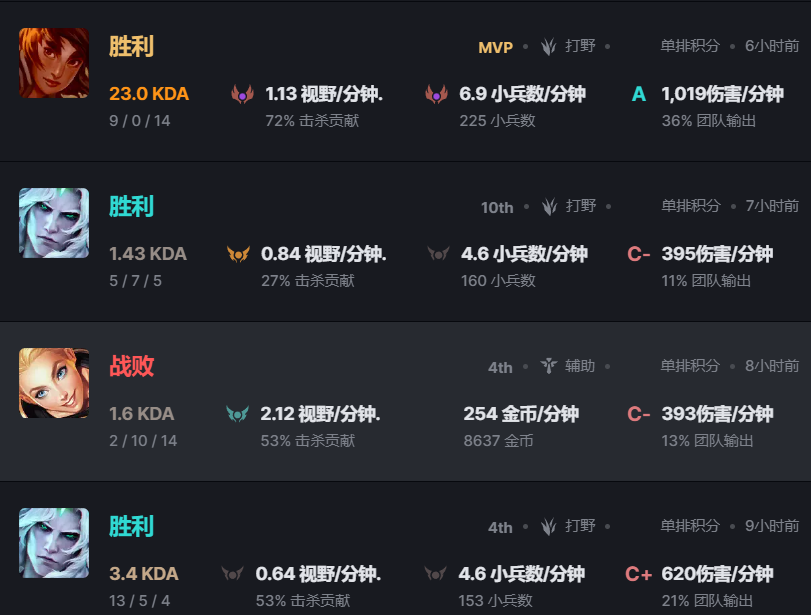 胜利 MVP • 打野 • 单排积分 • 6小时前
23.0 KDA 1.13 视野/分钟. 6.9 小兵数/分钟 A 1,019伤害/分钟
9 / 0 / 14 72% 击杀贡献 225 小兵数 36% 团队输出
胜利 10th • 打野 • 单排积分 • 7小时前
1.43 KDA 0.84 视野/分钟. 4.6 小兵数/分钟 C- 395伤害/分钟
5 / 7 / 5 27% 击杀贡献 160 小兵数 11% 团队输出
战败 4th • 辅助 • 单排积分 • 8小时前
1.6 KDA 2.12 视野/分钟. 254 金币/分钟 C- 393伤害/分钟
2 / 10 / 14 53% 击杀贡献 8637 金币 13% 团队输出
胜利 4th • 打野 • 单排积分 • 9小时前
3.4 KDA 0.64 视野/分钟. 4.6 小兵数/分钟 C+ 620伤害/分钟
13 / 5 / 4 53% 击杀贡献 153 小兵数 21% 团队输出